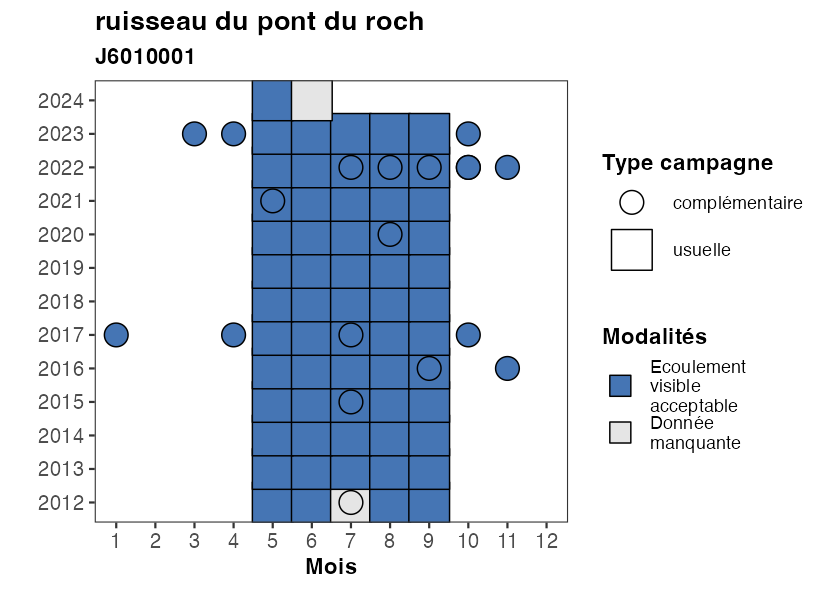 ruisseau du pont du roch
J6010001
2024
2023
2022
2021
2020
2019
2018
2017
2016
2015
2014
2013
2012
1 2 3 4 5 6 7 8 9 10 11 12
Mois
Type campagne
complémentaire
usuelle
Modalités
Ecoulement
visible
acceptable
Donnée
manquante